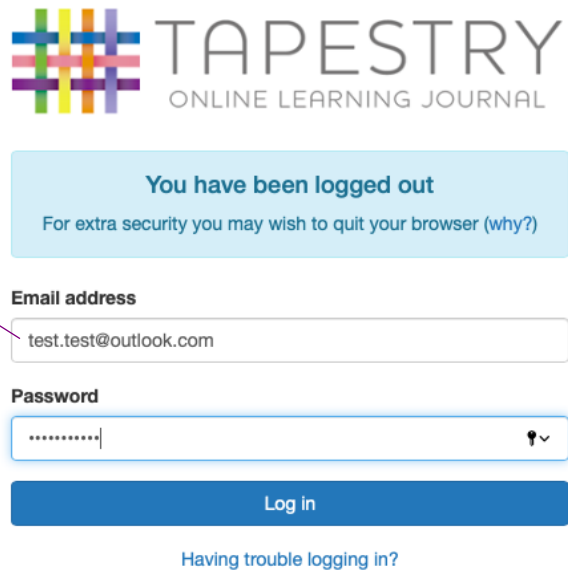 TAPESTRY
ONLINE LEARNING JOURNAL
You have been logged out
For extra security you may wish to quit your browser (why?)
Email address
test.test@outlook.com
Password
•••••••••••
Log in
Having trouble logging in?